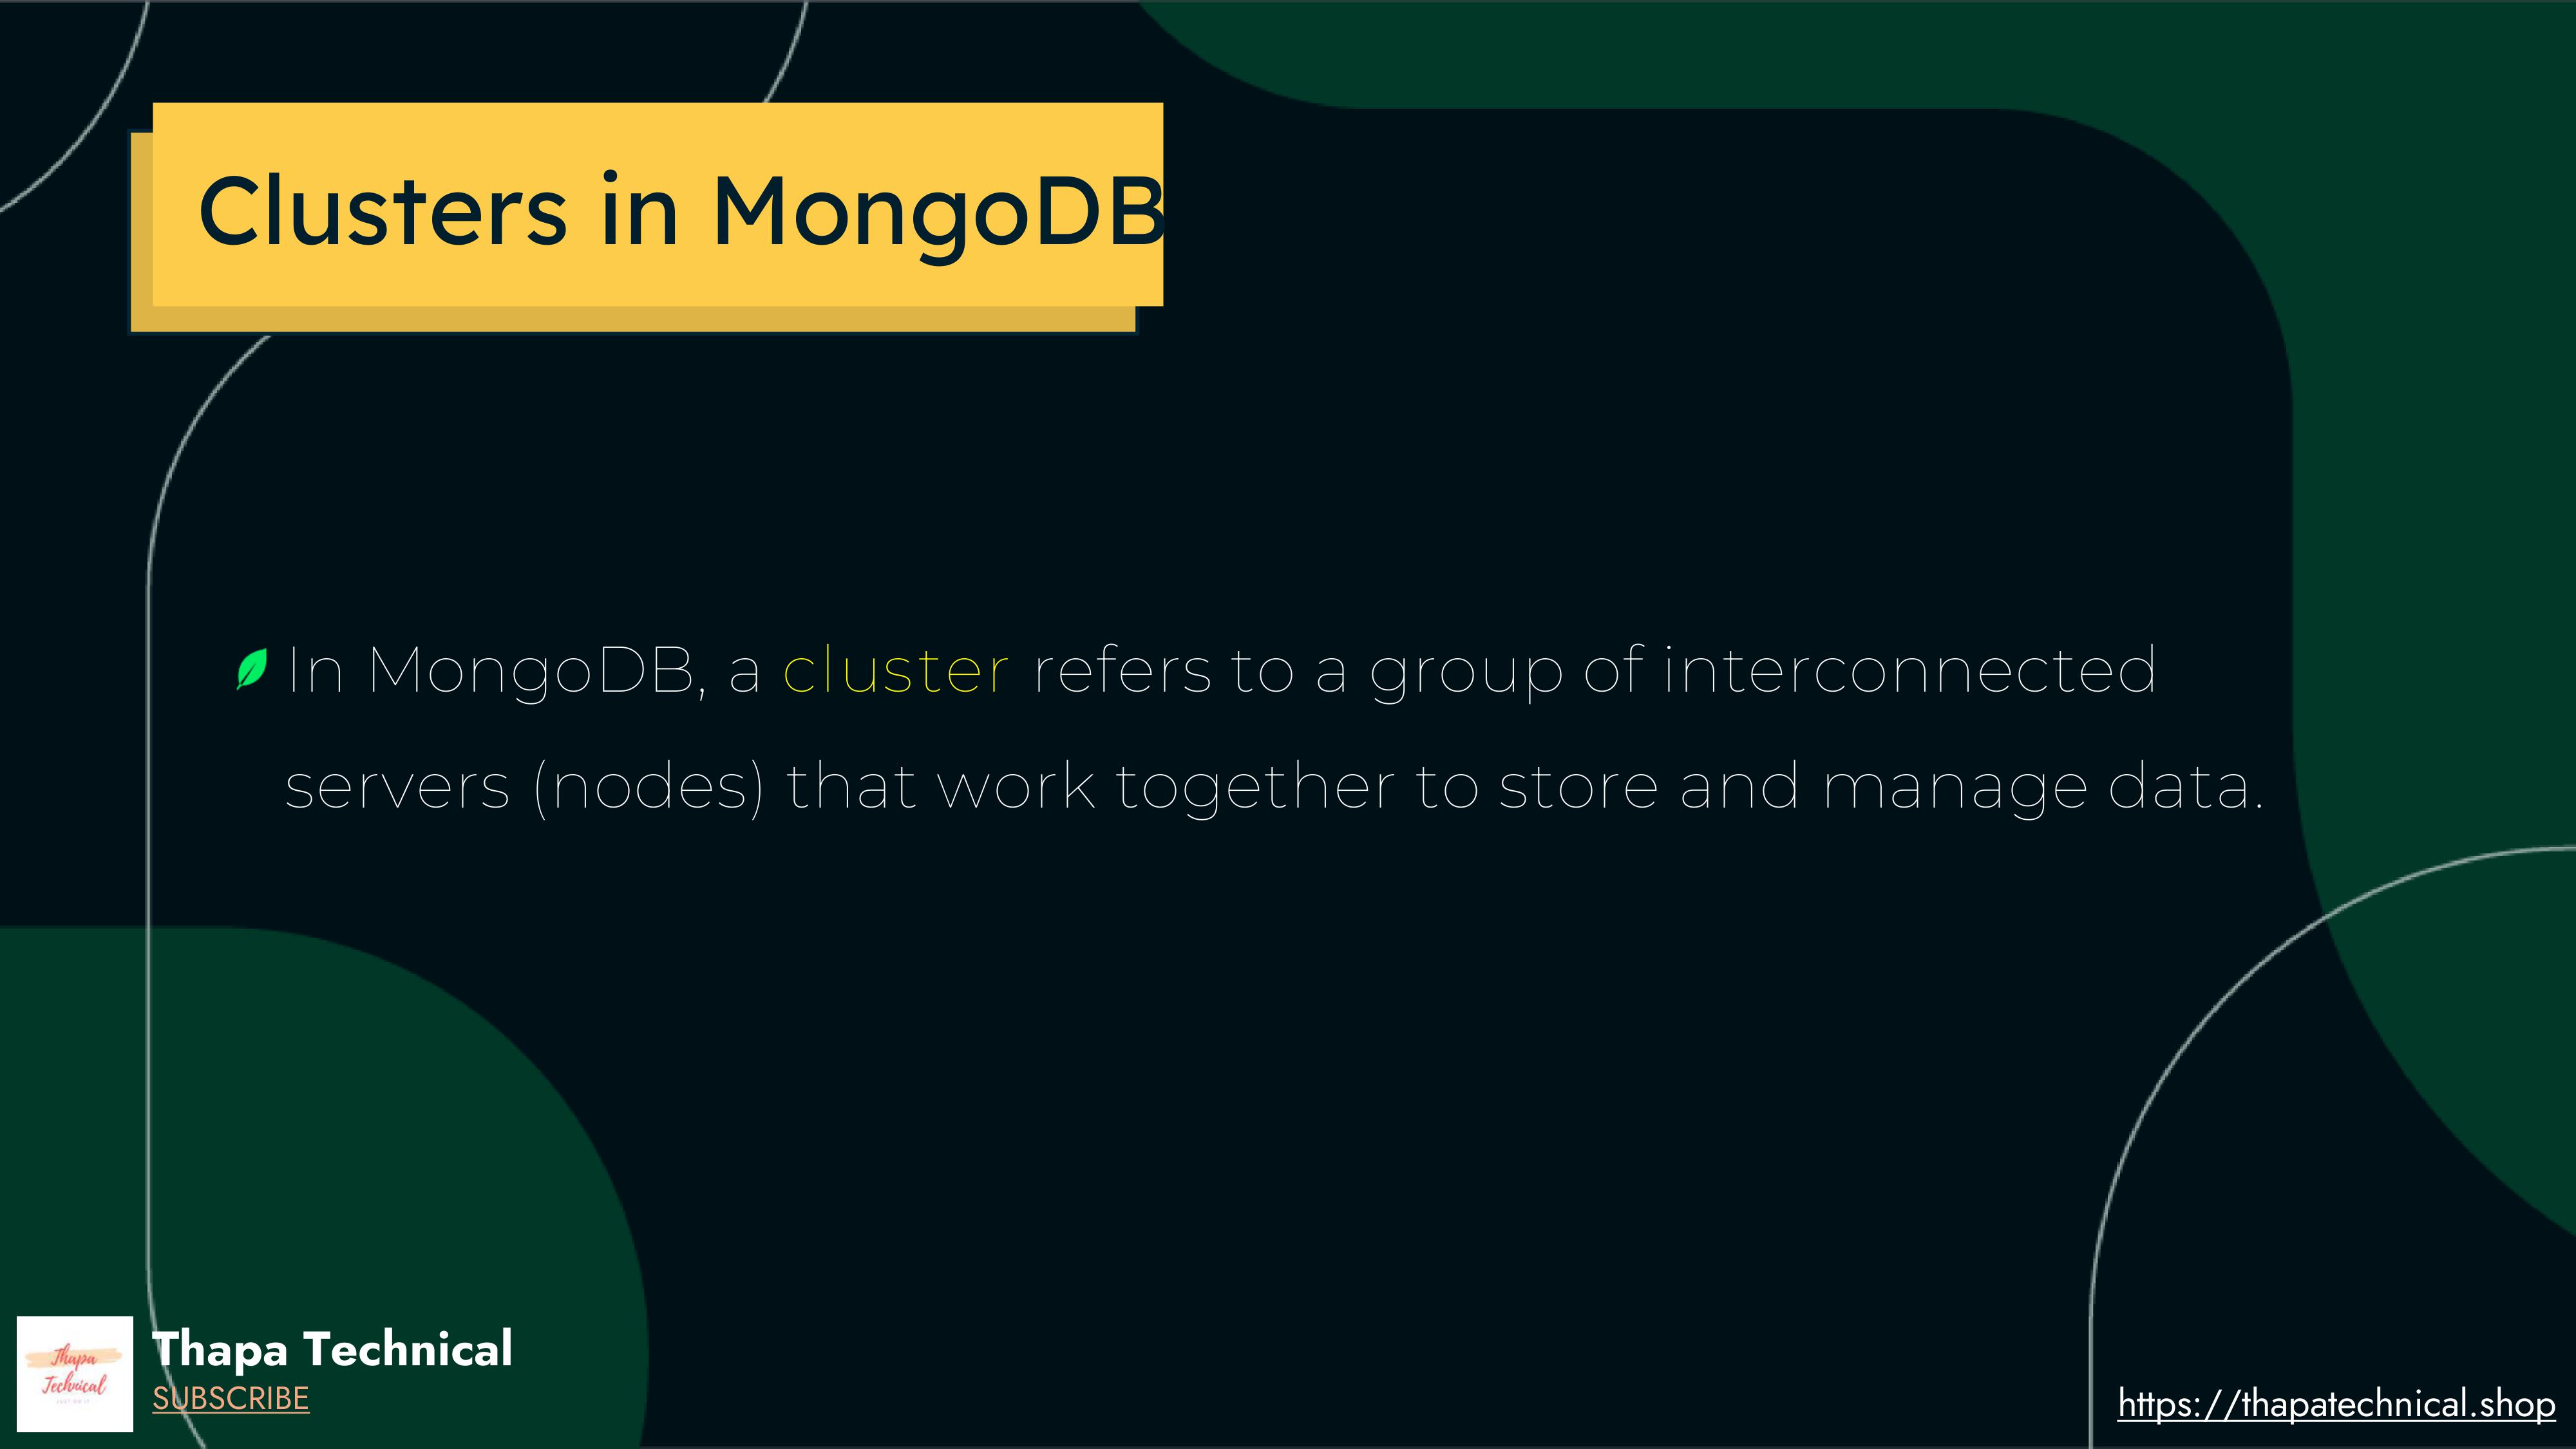 Clusters in MongoDB
In MongoDB, a cluster refers to a group of interconnected
servers (nodes) that work together to store and manage data.
Thapa
Technical
Thapa Technical
SUBSCRIBE
https://thapatechnical.shop